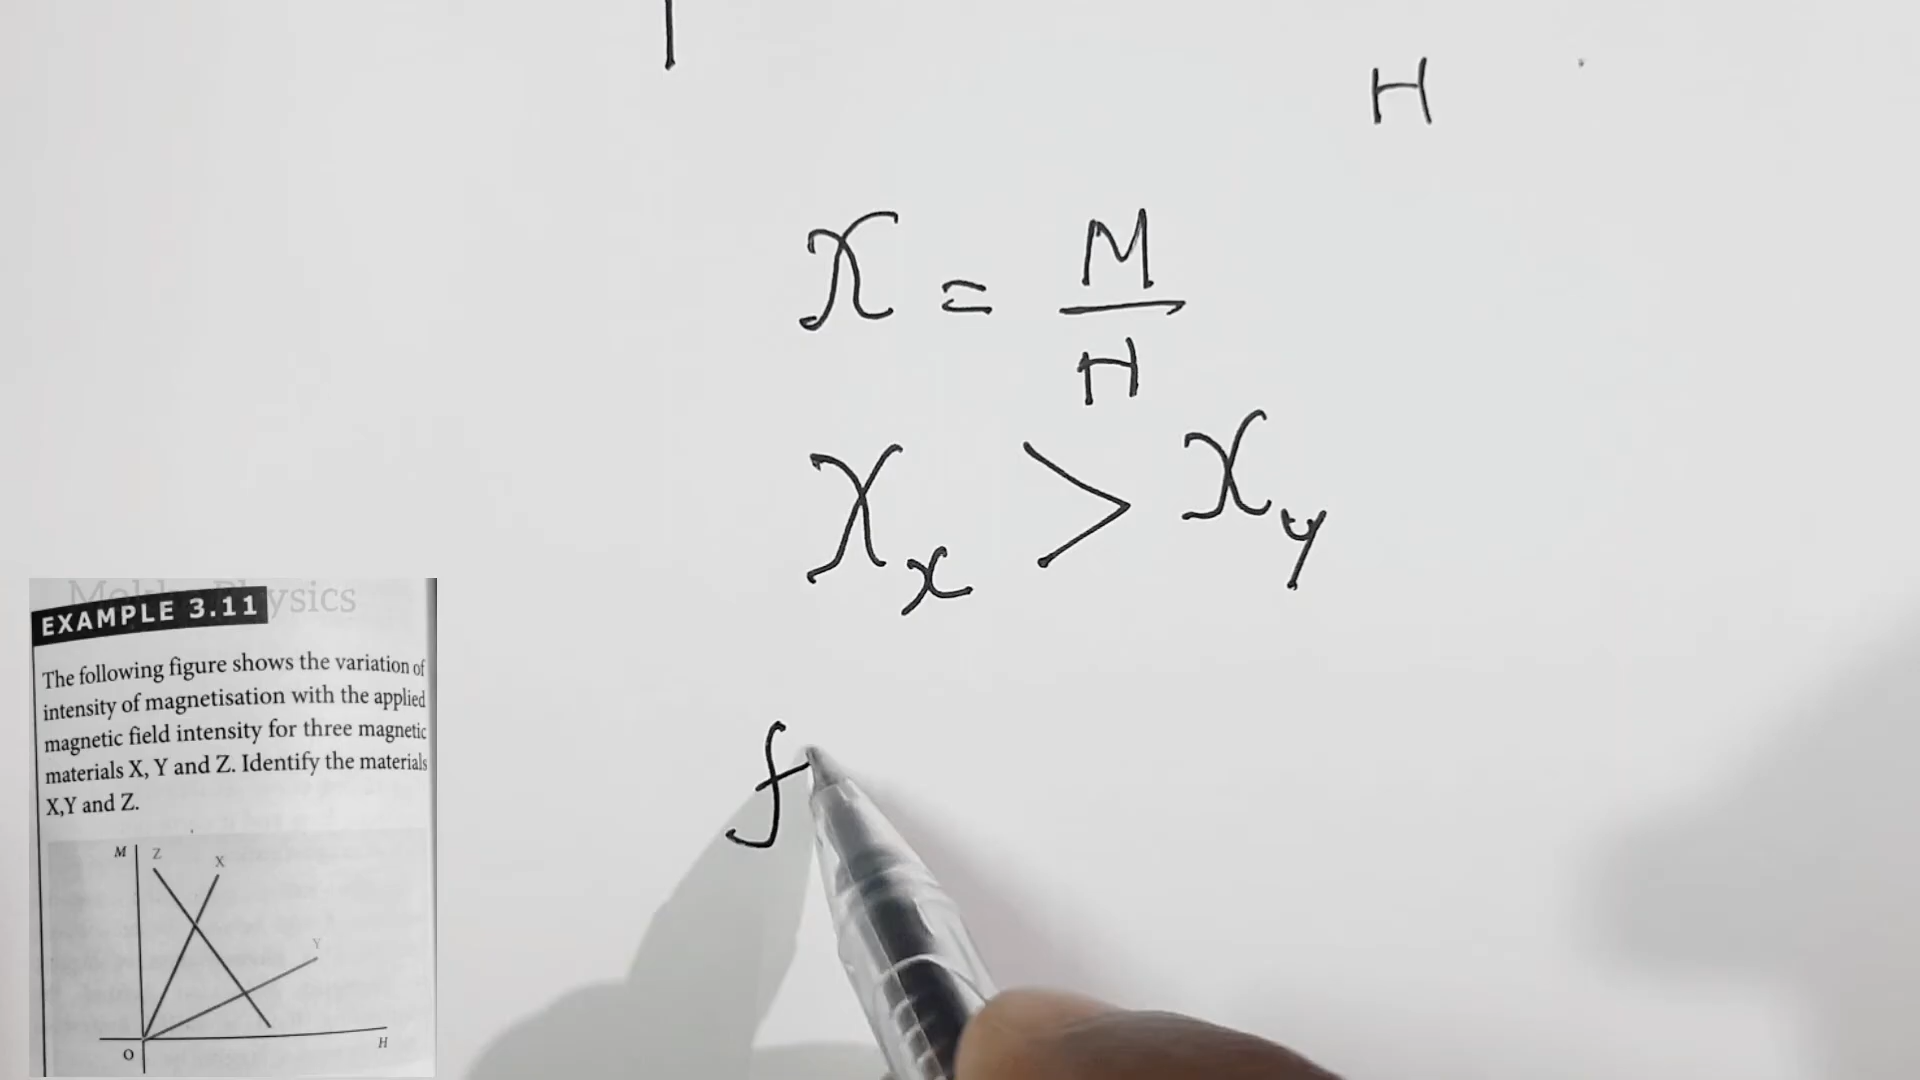 H
χ = M
H
χx > χy
f
EXAMPLE 3.11
The following figure shows the variation of
intensity of magnetisation with the applied
magnetic field intensity for three magnetic
materials X, Y and Z. Identify the materials
X,Y and Z.
M Z X
Y
O H